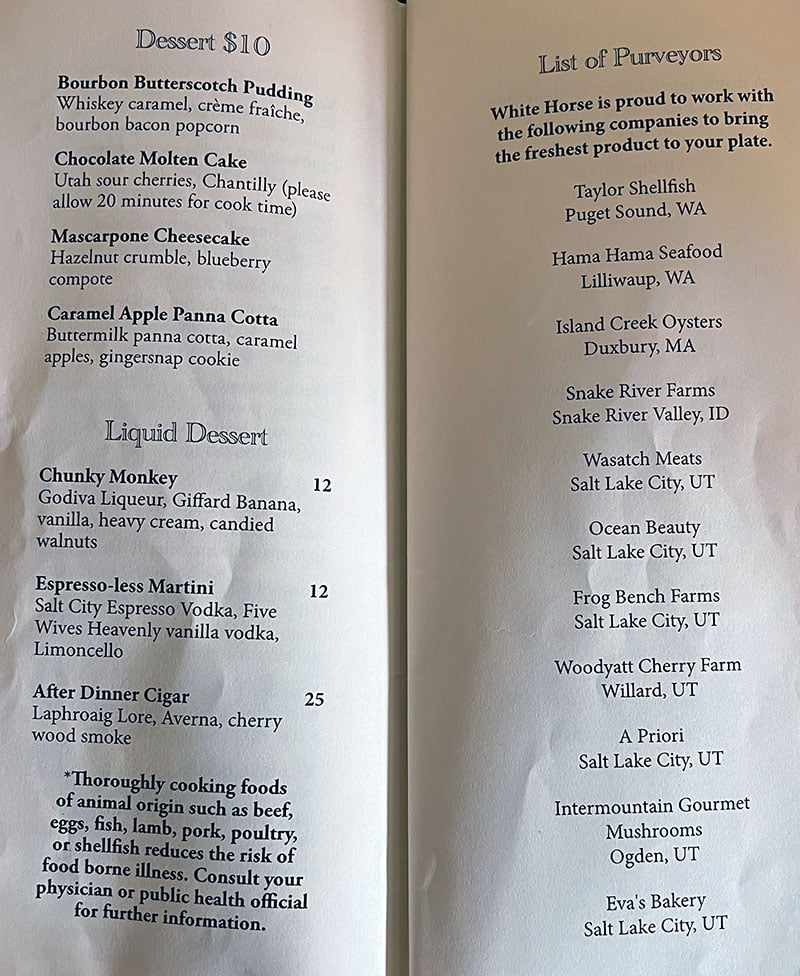 Dessert $10
Bourbon Butterscotch Pudding
Whiskey caramel, crème fraîche,
bourbon bacon popcorn
Chocolate Molten Cake
Utah sour cherries, Chantilly (please
allow 20 minutes for cook time)
Mascarpone Cheesecake
Hazelnut crumble, blueberry
compote
Caramel Apple Panna Cotta
Buttermilk panna cotta, caramel
apples, gingersnap cookie
Liquid Dessert
Chunky Monkey 12
Godiva Liqueur, Giffard Banana,
vanilla, heavy cream, candied
walnuts
Espresso-less Martini 12
Salt City Espresso Vodka, Five
Wives Heavenly vanilla vodka,
Limoncello
After Dinner Cigar 25
Laphroaig Lore, Averna, cherry
wood smoke
*Thoroughly cooking foods
of animal origin such as beef,
eggs, fish, lamb, pork, poultry,
or shellfish reduces the risk of
food borne illness. Consult your
physician or public health official
for further information.
List of Purveyors
White Horse is proud to work with
the following companies to bring
the freshest product to your plate.
Taylor Shellfish
Puget Sound, WA
Hama Hama Seafood
Lilliwaup, WA
Island Creek Oysters
Duxbury, MA
Snake River Farms
Snake River Valley, ID
Wasatch Meats
Salt Lake City, UT
Ocean Beauty
Salt Lake City, UT
Frog Bench Farms
Salt Lake City, UT
Woodyatt Cherry Farm
Willard, UT
A Priori
Salt Lake City, UT
Intermountain Gourmet
Mushrooms
Ogden, UT
Eva's Bakery
Salt Lake City, UT